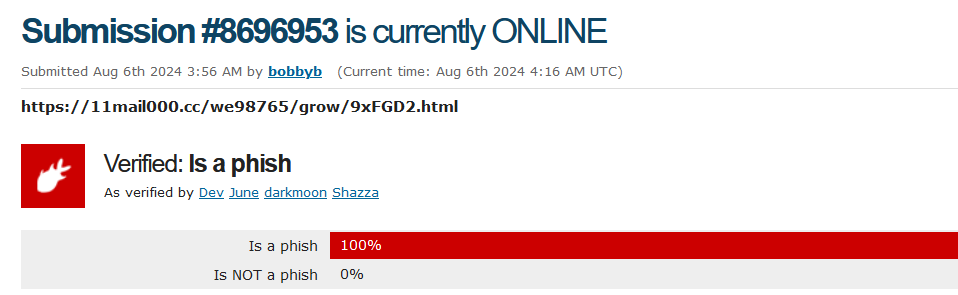 Submission #8696953 is currently ONLINE
Submitted Aug 6th 2024 3:56 AM by bobbyb (Current time: Aug 6th 2024 4:16 AM UTC)
https://11mail000.cc/we98765/grow/9xFGD2.html
Verified: Is a phish
As verified by Dev June darkmoon Shazza
Is a phish 100%
Is NOT a phish 0%